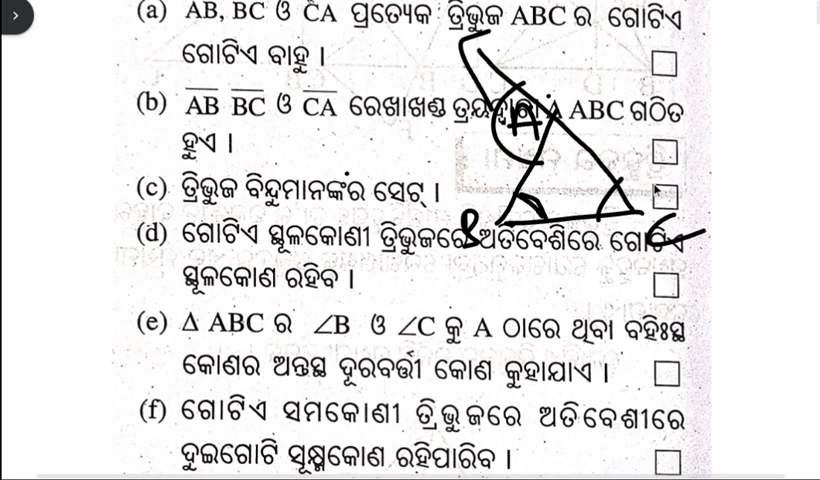 (a) AB, BC ଓ CA ପ୍ରତ୍ୟେକ ତ୍ରିଭୁଜ ABC ର ଗୋଟିଏ
ଗୋଟିଏ ବାହୁ ।
(b) AB BC ଓ CA ରେଖାଖଣ୍ଡ Δ ABC ଗଠିତ
ହୁଏ ।
(c) ତ୍ରିଭୁଜ ବିନ୍ଦୁମାନଙ୍କର ସେଟ୍ ।
(d) ଗୋଟିଏ ସ୍ଥୂଳକୋଣୀ ତ୍ରିଭୁଜରେ ଅତିବେଶିରେ ଗୋଟିଏ
ସ୍ଥୂଳକୋଣ ରହିବ ।
(e) Δ ABC ର ∠B ଓ ∠C କୁ A ଠାରେ ଥିବା ବହିଃସ୍ଥ
କୋଣର ଅନ୍ତସ୍ଥ ଦୂରବର୍ତ୍ତୀ କୋଣ କୁହାଯାଏ ।
(f) ଗୋଟିଏ ସମକୋଣୀ ତ୍ରିଭୁଜରେ ଅତିବେଶୀରେ
ଦୁଇଗୋଟି ସୂକ୍ଷ୍ମକୋଣ ରହିପାରିବ ।
A
B
C